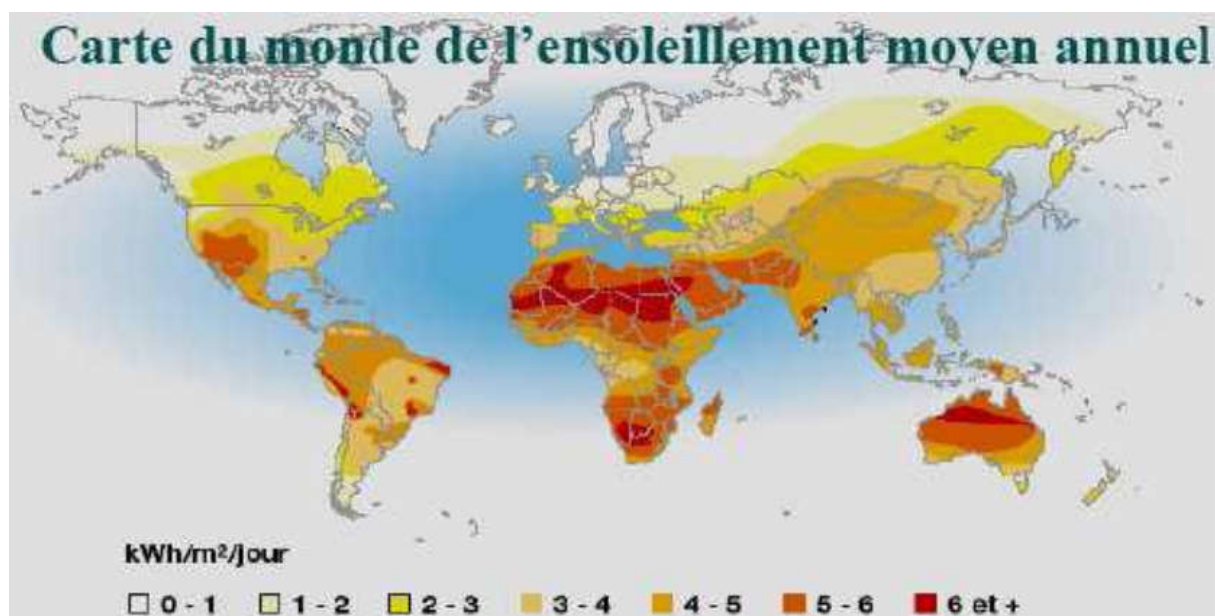 Carte du monde de l'ensoleillement moyen annuel
kWh/m²/jour
0 - 1 1 - 2 2 - 3 3 - 4 4 - 5 5 - 6 6 et +